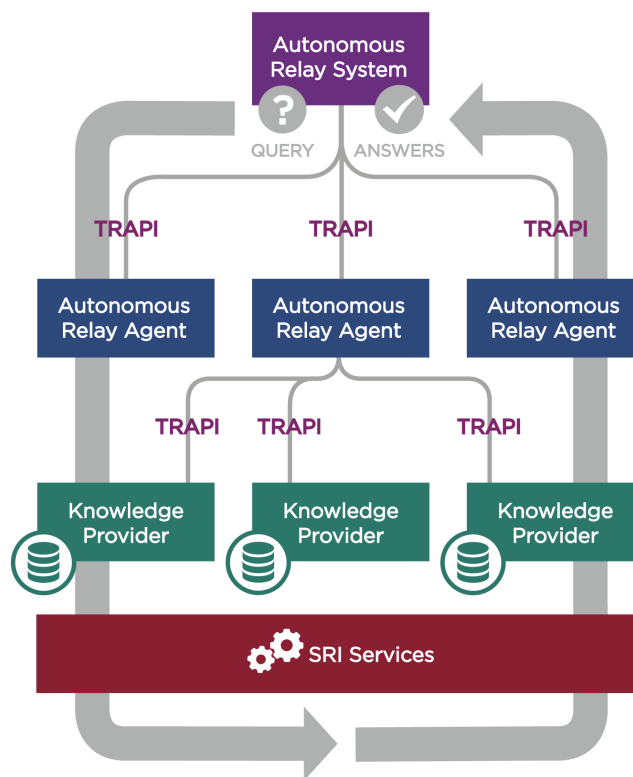 Autonomous
Relay System
?
QUERY
ANSWERS
TRAPI
TRAPI
TRAPI
Autonomous
Relay Agent
Autonomous
Relay Agent
Autonomous
Relay Agent
TRAPI
TRAPI
TRAPI
Knowledge
Provider
Knowledge
Provider
Knowledge
Provider
SRI Services